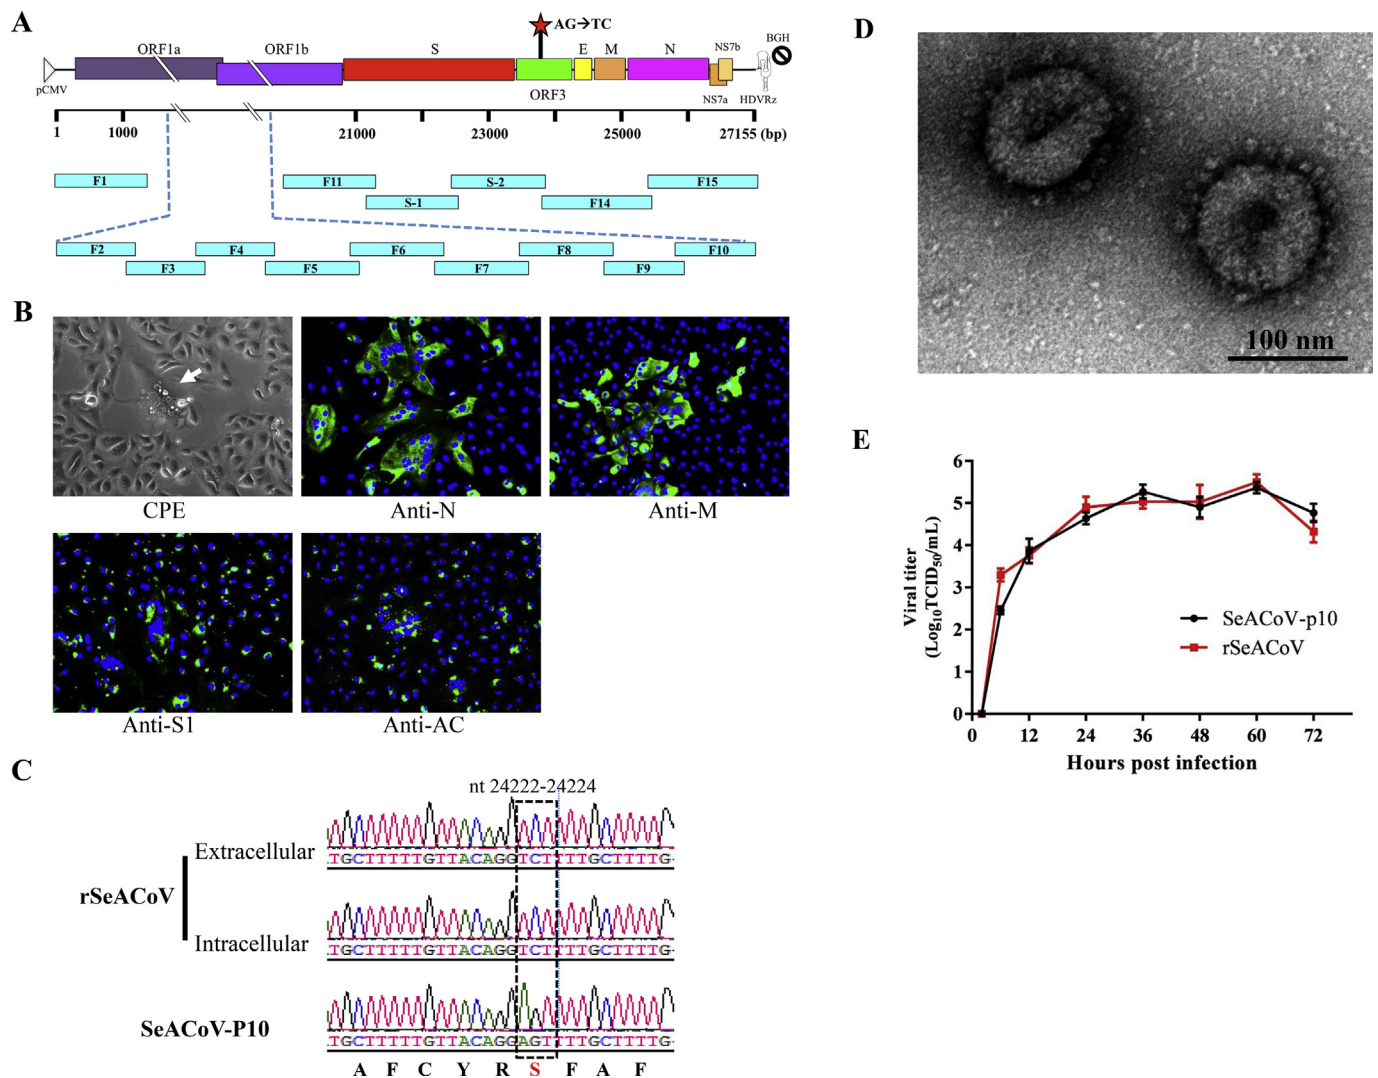 A
AG→TC
BGH
ORF1a
ORF1b
S
E
M
N
NS7b
pCMV
ORF3
NS7a
HDVRz
1
1000
21000
23000
25000
27155 (bp)
F1
F11
S-2
F15
S-1
F14
F2
F4
F6
F8
F10
F3
F5
F7
F9
B
CPE
Anti-N
Anti-M
Anti-S1
Anti-AC
C
nt 24222-24224
Extracellular
TGCTTTTTGTTACAGGTCTTTTGCTTTTG
rSeACoV
Intracellular
TGCTTTTTGTTACAGGTCTTTTGCTTTTG
SeACoV-P10
TGCTTTTTGTTACAGGAGTTTTGCTTTTG
A F C Y R S F A F
D
100 nm
E
Viral titer
(Log10TCID50/mL)
6
5
4
3
2
1
0
SeACoV-p10
rSeACoV
0 12 24 36 48 60 72
Hours post infection